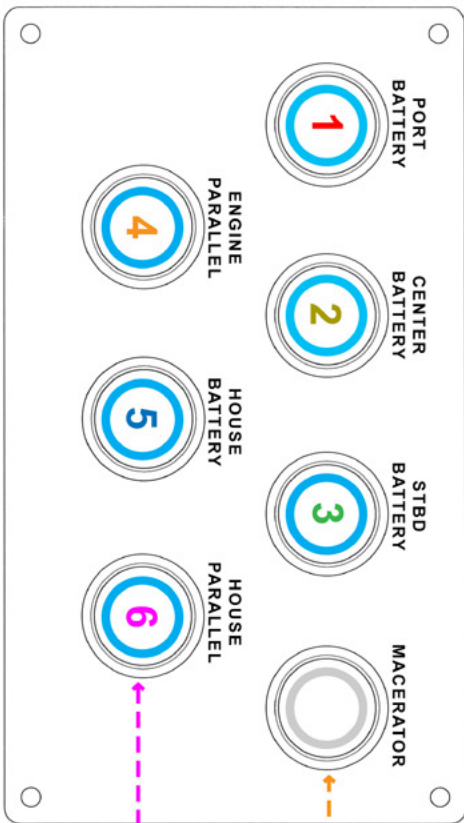 PORT
BATTERY
1
CENTER
BATTERY
2
STBD
BATTERY
3
MACERATOR
ENGINE
PARALLEL
4
HOUSE
BATTERY
5
HOUSE
PARALLEL
6